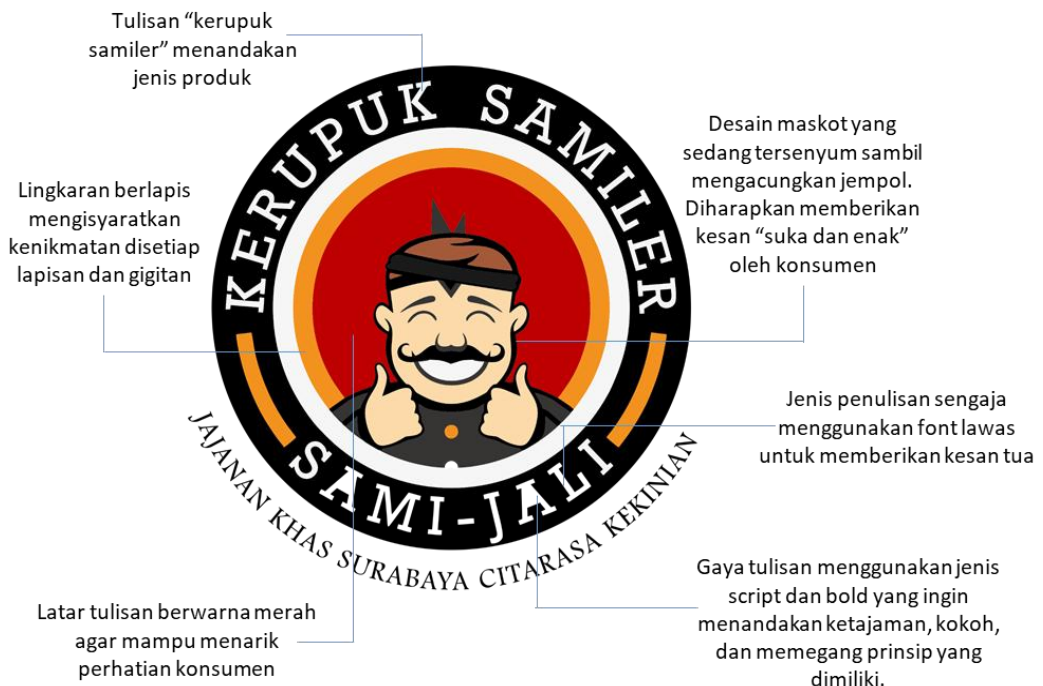 Tulisan “kerupuk
samiler” menandakan
jenis produk
Lingkaran berlapis
mengisyaratkan
kenikmatan disetiap
lapisan dan gigitan
KERUPUK SAMILER
SAMI-JALI
JAJANAN KHAS SURABAYA CITARASA KEKINIAN
Desain maskot yang
sedang tersenyum sambil
mengacungkan jempol.
Diharapkan memberikan
kesan “suka dan enak”
oleh konsumen
Jenis penulisan sengaja
menggunakan font lawas
untuk memberikan kesan tua
Latar tulisan berwarna merah
agar mampu menarik
perhatian konsumen
Gaya tulisan menggunakan jenis
script dan bold yang ingin
menandakan ketajaman, kokoh,
dan memegang prinsip yang
dimiliki.